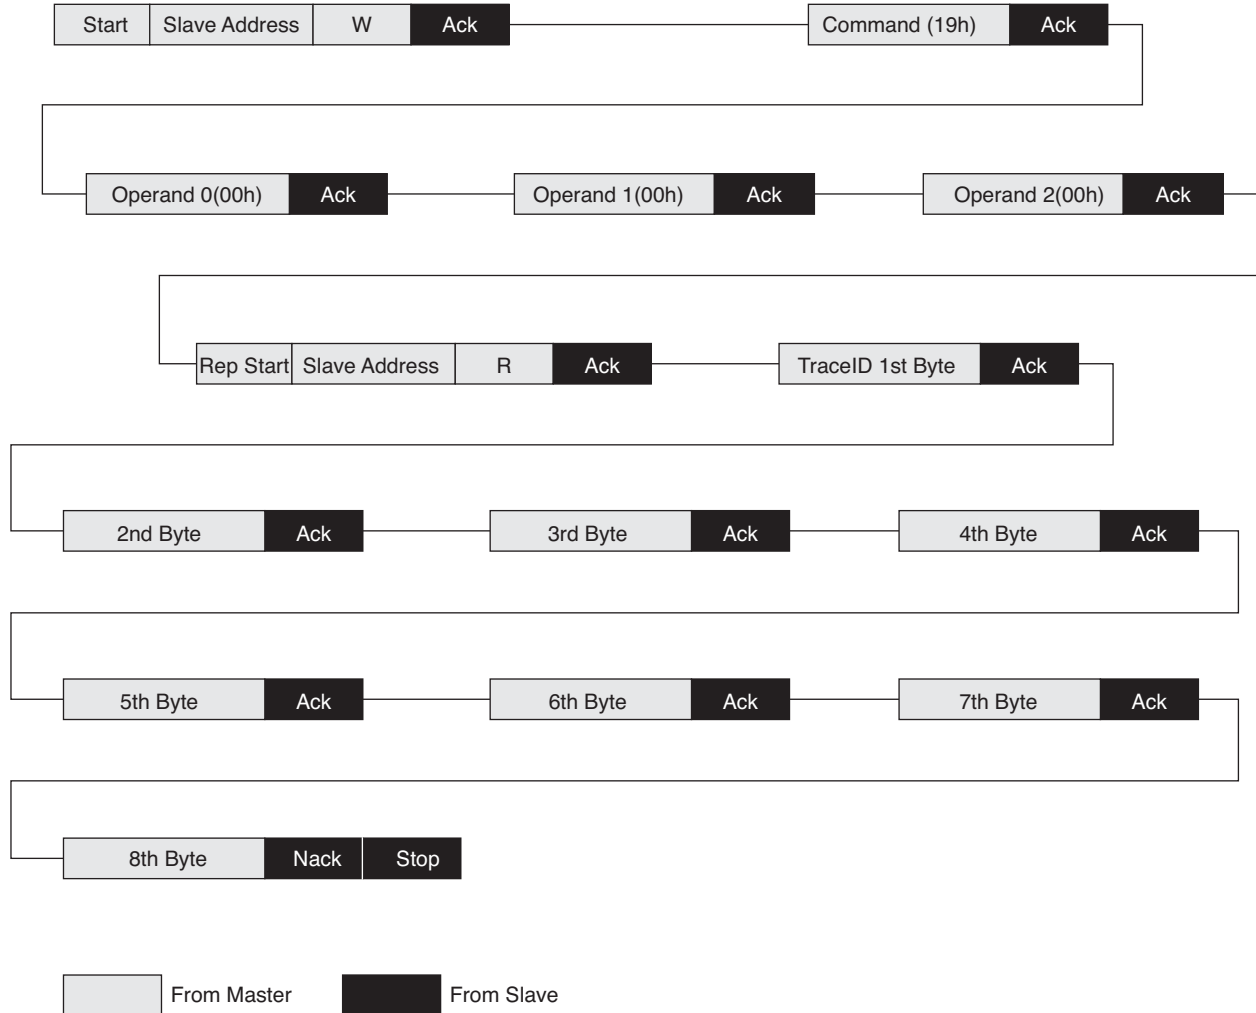 Start Slave Address W Ack Command (19h) Ack
Operand 0(00h) Ack Operand 1(00h) Ack Operand 2(00h) Ack
Rep Start Slave Address R Ack TraceID 1st Byte Ack
2nd Byte Ack 3rd Byte Ack 4th Byte Ack
5th Byte Ack 6th Byte Ack 7th Byte Ack
8th Byte Nack Stop
From Master From Slave